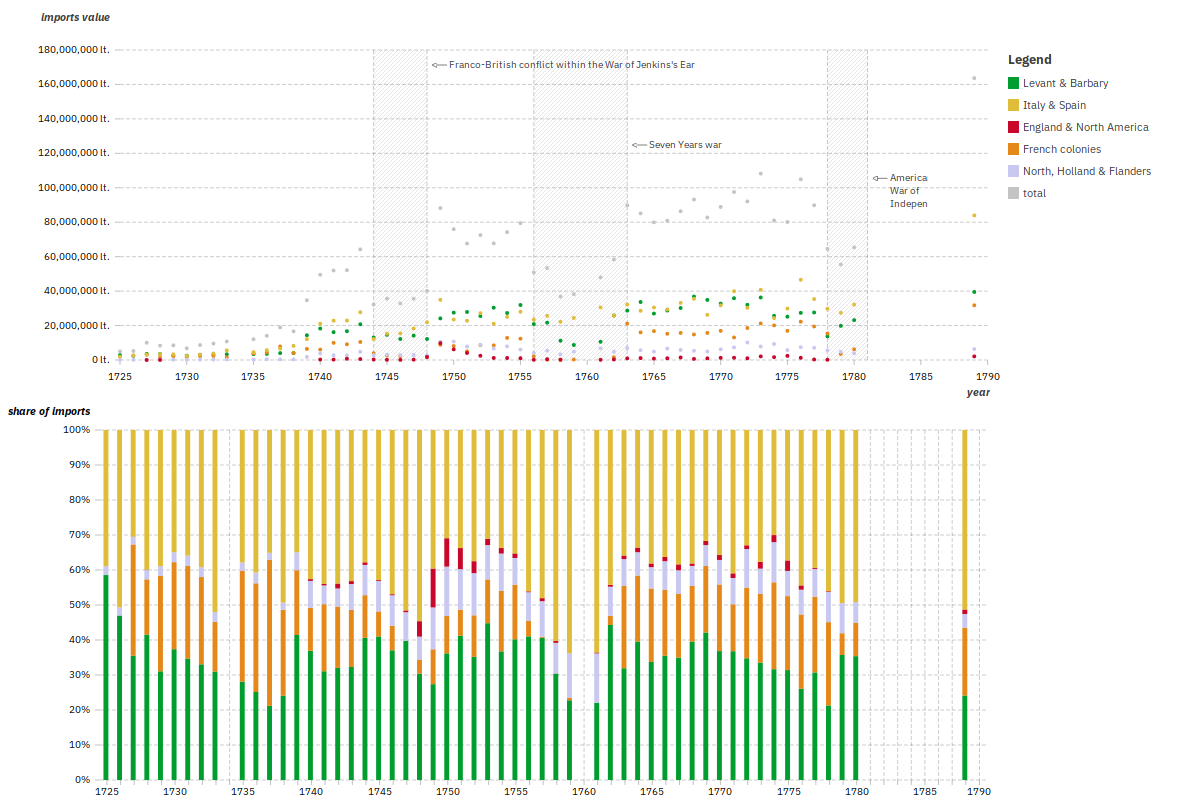 imports value
180,000,000 lt.
160,000,000 lt.
140,000,000 lt.
120,000,000 lt.
100,000,000 lt.
80,000,000 lt.
60,000,000 lt.
40,000,000 lt.
20,000,000 lt.
0 lt.
Franco-British conflict within the War of Jenkins's Ear
Seven Years war
America
War of
Indepen
1725 1730 1735 1740 1745 1750 1755 1760 1765 1770 1775 1780 1785 1790
year
Legend
Levant & Barbary
Italy & Spain
England & North America
French colonies
North, Holland & Flanders
total
share of imports
100%
90%
80%
70%
60%
50%
40%
30%
20%
10%
0%
1725 1730 1735 1740 1745 1750 1755 1760 1765 1770 1775 1780 1785 1790